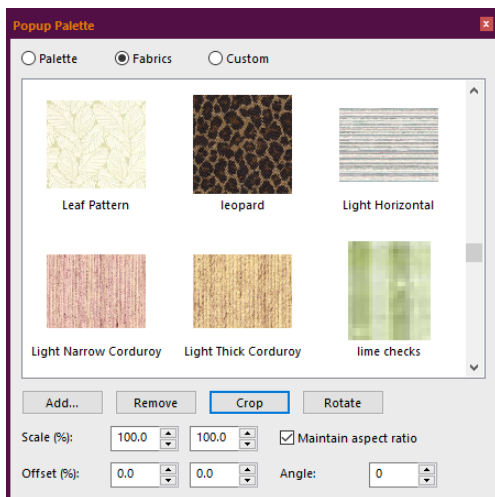 Popup Palette
Palette Fabrics Custom
Leaf Pattern leopard Light Horizontal
Light Narrow Corduroy Light Thick Corduroy lime checks
Add... Remove Crop Rotate
Scale (%): 100.0 100.0 Maintain aspect ratio
Offset (%): 0.0 0.0 Angle: 0